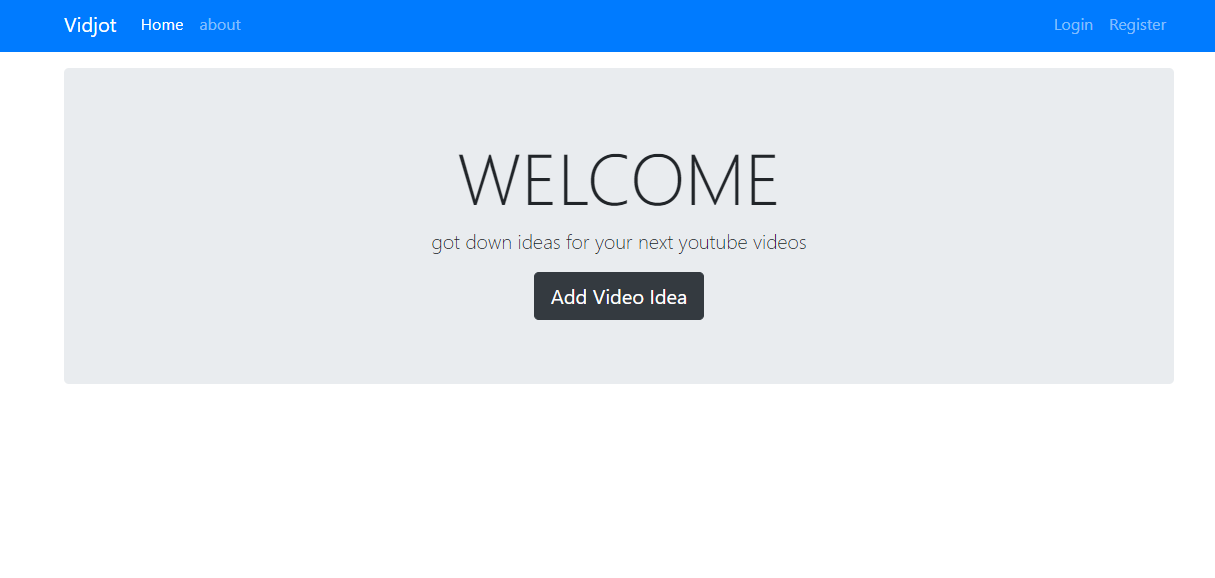 Vidjot Home about Login Register
WELCOME
got down ideas for your next youtube videos
Add Video Idea